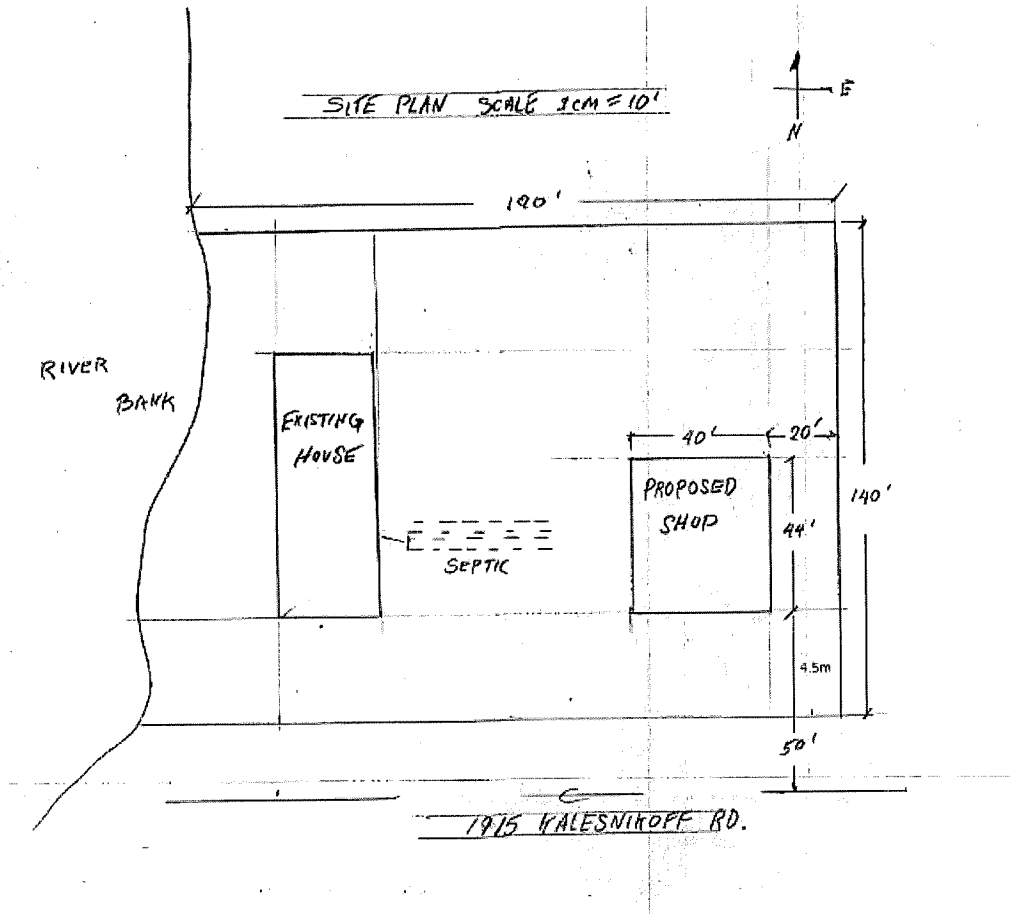 SITE PLAN SCALE 1CM = 10'
E
N
190'
RIVER
BANK
EXISTING
HOUSE
40'
20'
PROPOSED
SHOP
44'
140'
SEPTIC
4.5m
50'
₵
1915 KALESNIKOFF RD.